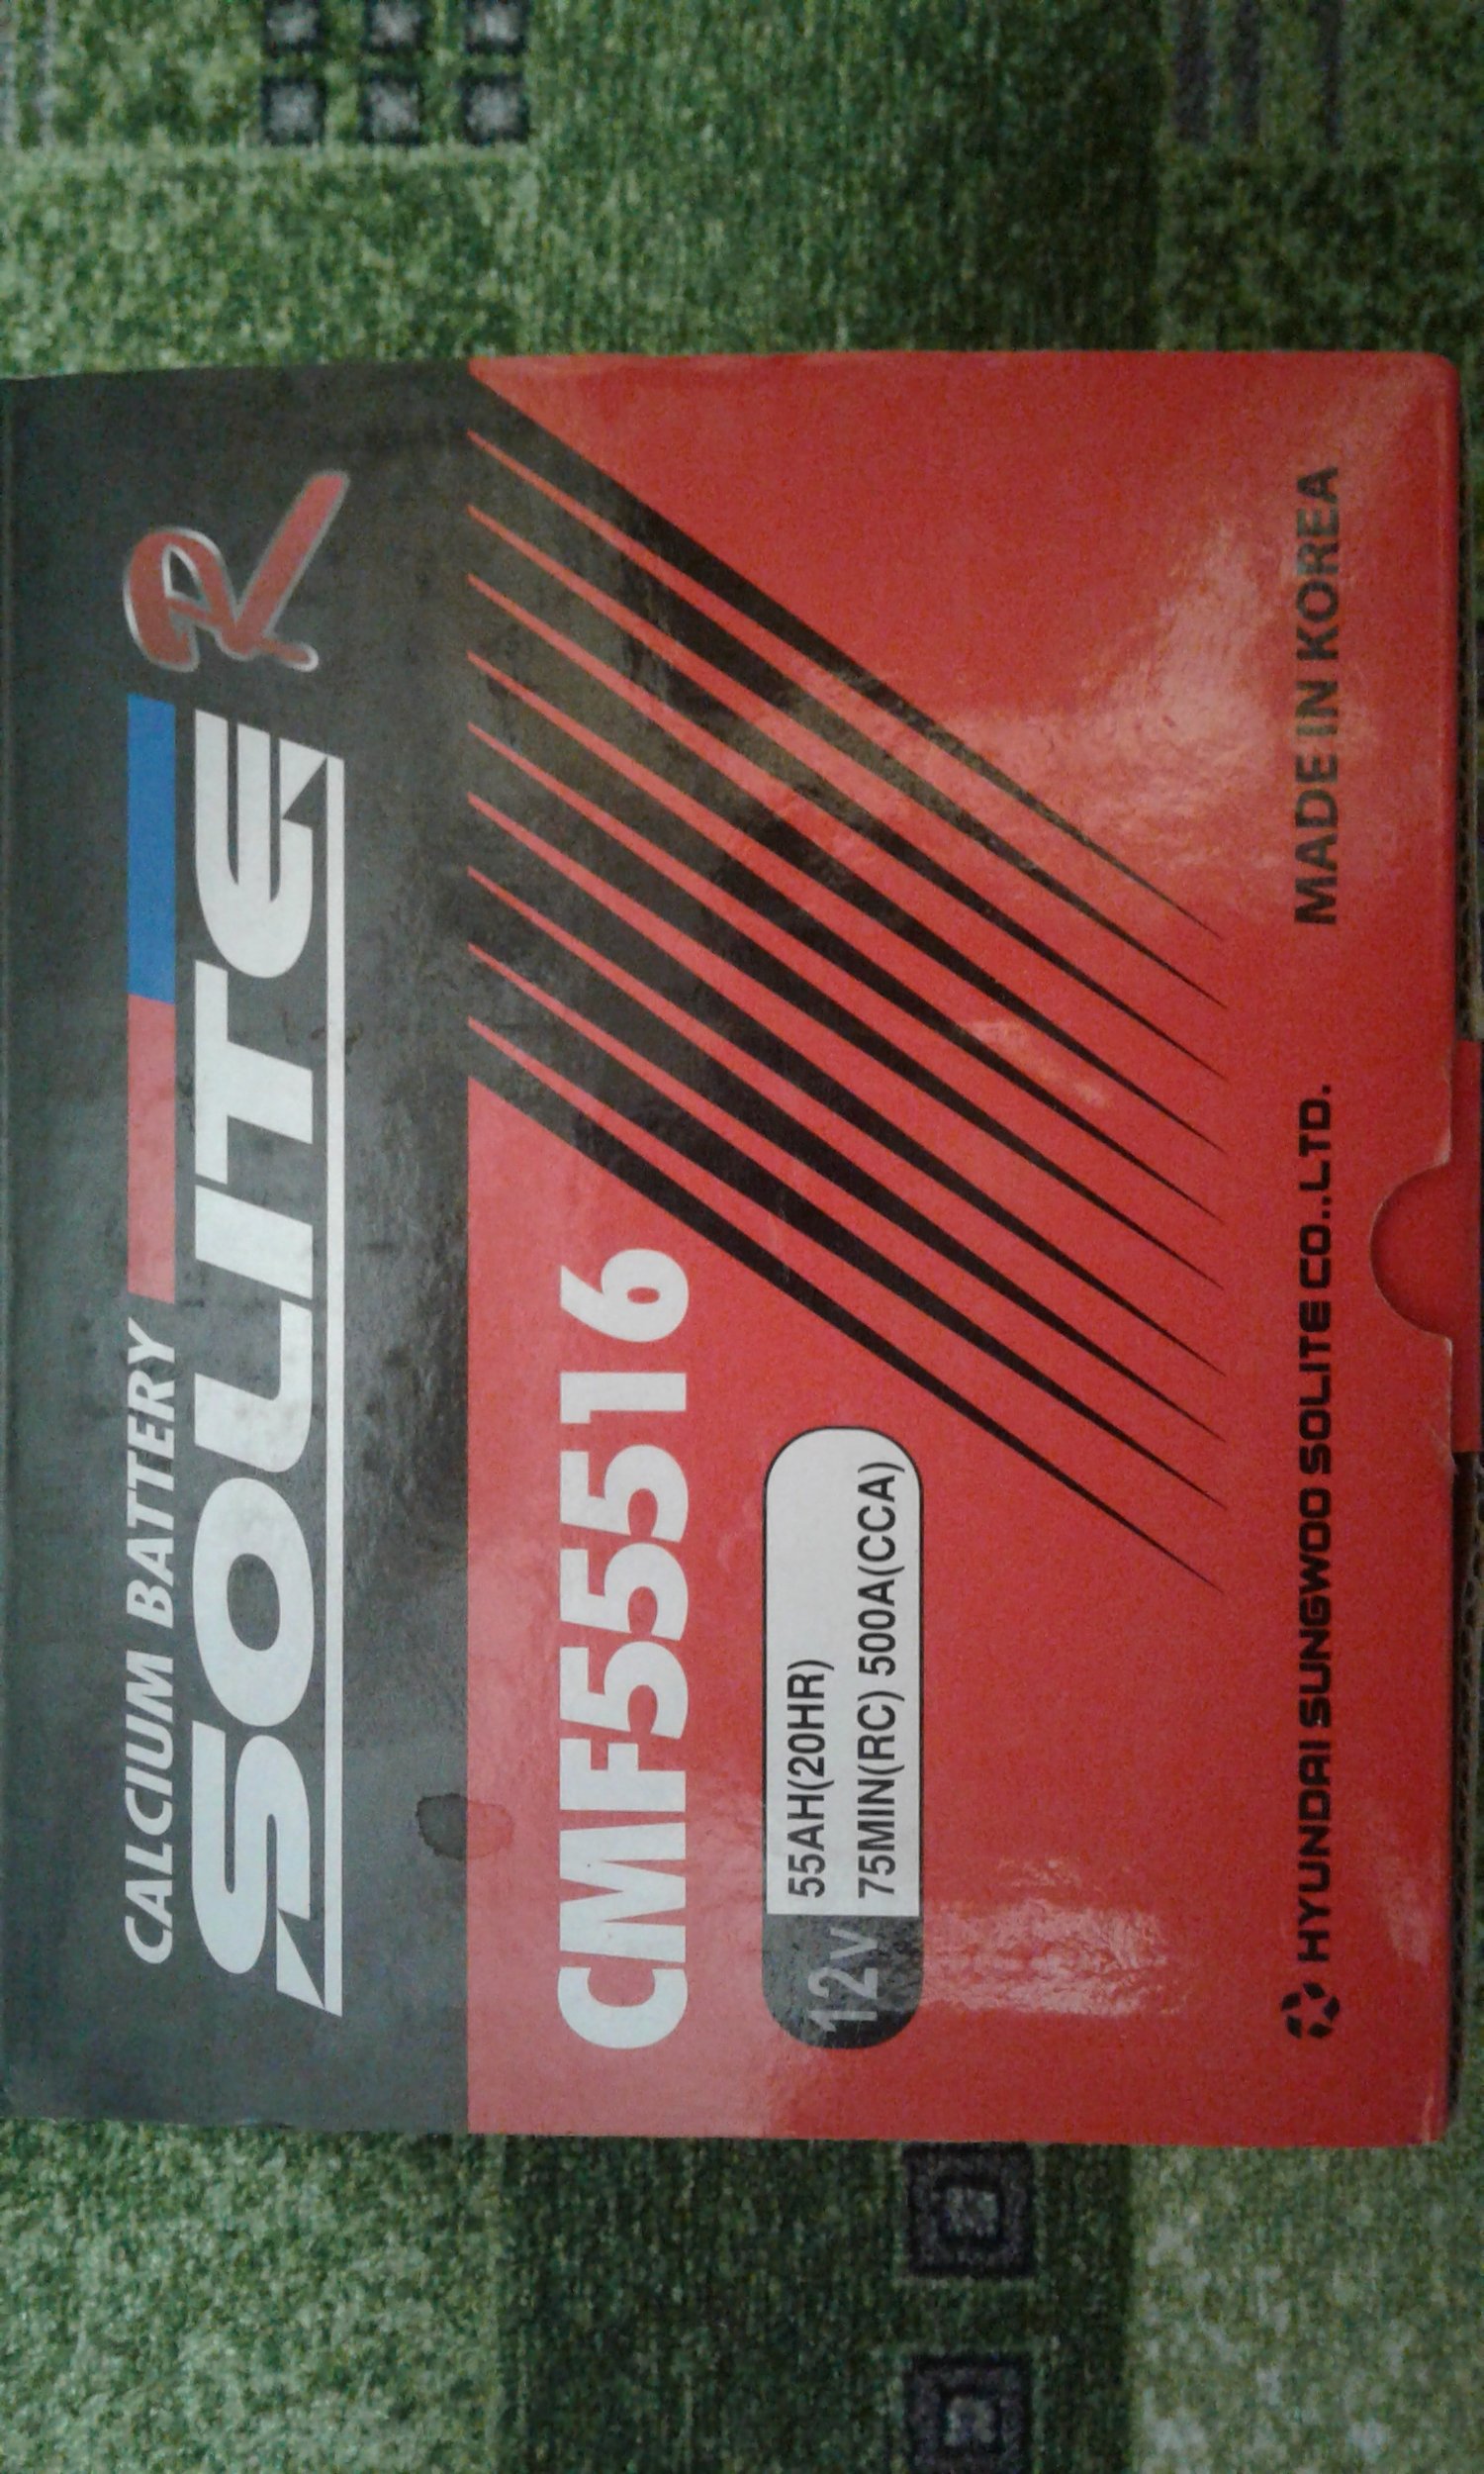 CALCIUM BATTERY
SOLITE R
CMF55516
12V
55AH(20HR)
75MIN(RC) 500A(CCA)
HYUNDAI SUNGWOO SOLITE CO.,LTD. MADE IN KOREA